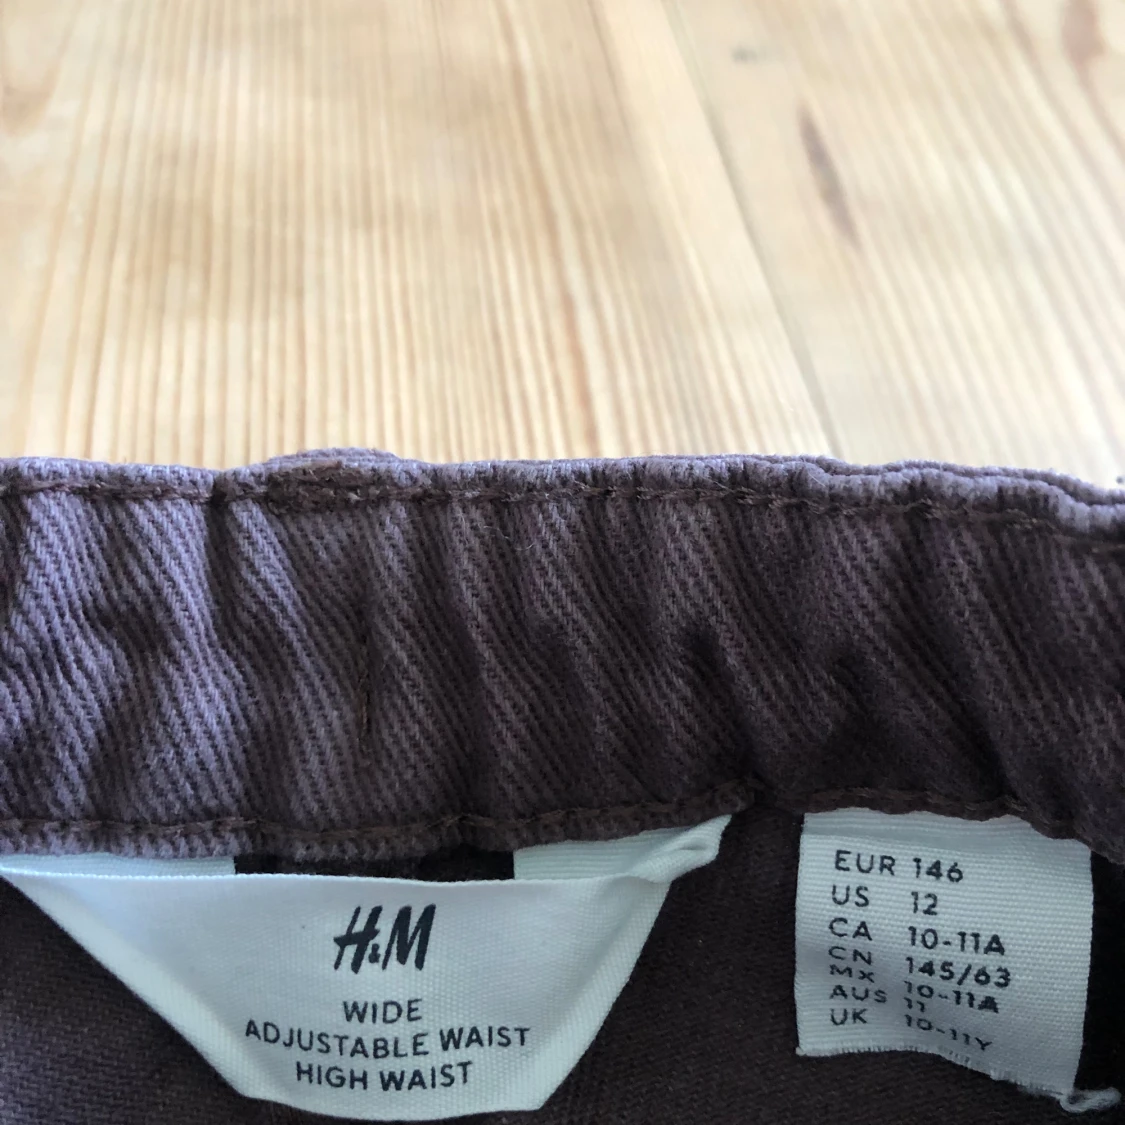 H&M
WIDE
ADJUSTABLE WAIST
HIGH WAIST
EUR 146
US 12
CA 10-11A
CN 145/63
MX 10-11A
AUS 11
UK 10-11Y